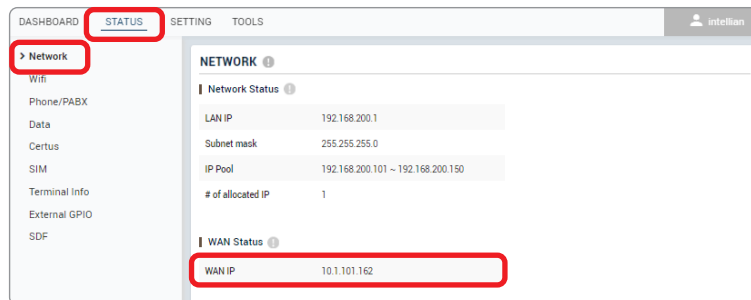 DASHBOARD STATUS SETTING TOOLS intellian
> Network
Wifi
Phone/PABX
Data
Certus
SIM
Terminal Info
External GPIO
SDF
NETWORK
Network Status
LAN IP 192.168.200.1
Subnet mask 255.255.255.0
IP Pool 192.168.200.101 ~ 192.168.200.150
# of allocated IP 1
WAN Status
WAN IP 10.1.101.162